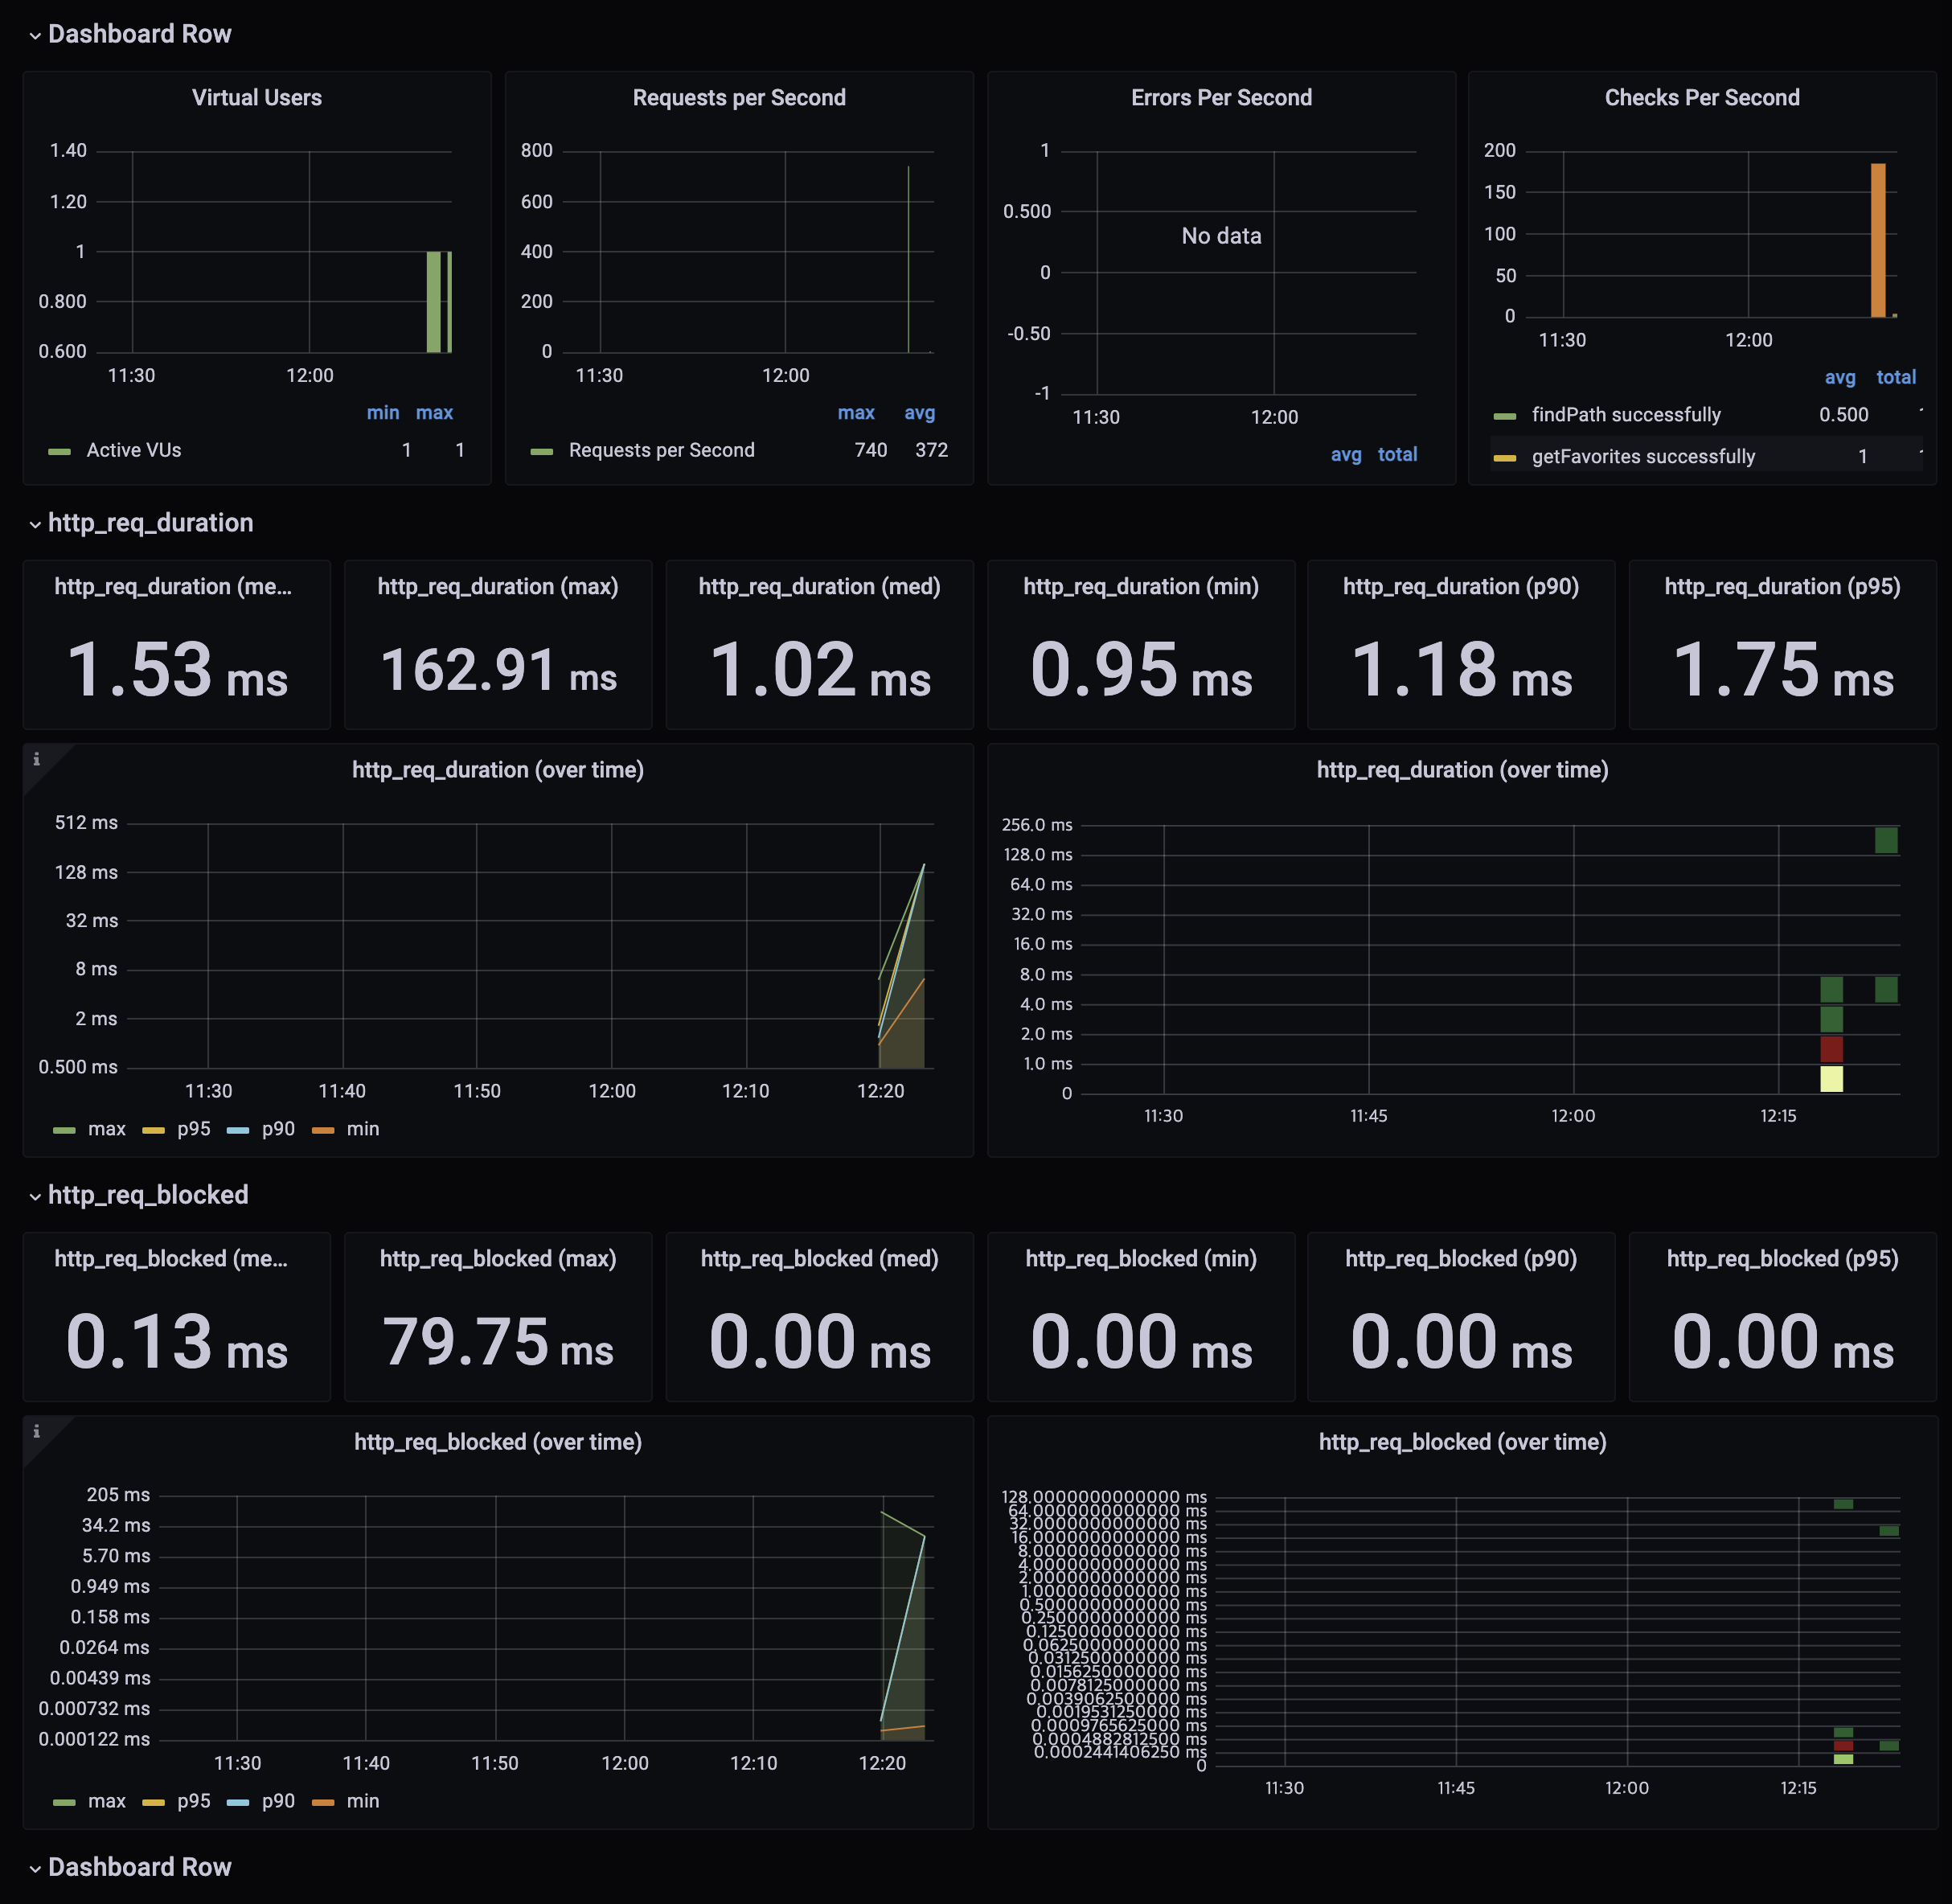 Dashboard Row
Virtual Users
1.40
1.20
1
0.800
0.600
11:30 12:00
min max
Active VUs 1 1
Requests per Second
800
600
400
200
0
11:30 12:00
max avg
Requests per Second 740 372
Errors Per Second
1
0.500
0
-0.50
-1
No data
11:30 12:00
avg total
Checks Per Second
200
150
100
50
0
11:30 12:00
avg total
findPath successfully 0.500
getFavorites successfully 1
http_req_duration
http_req_duration (me...
1.53 ms
http_req_duration (max)
162.91 ms
http_req_duration (med)
1.02 ms
http_req_duration (min)
0.95 ms
http_req_duration (p90)
1.18 ms
http_req_duration (p95)
1.75 ms
i
http_req_duration (over time)
512 ms
128 ms
32 ms
8 ms
2 ms
0.500 ms
11:30 11:40 11:50 12:00 12:10 12:20
max p95 p90 min
http_req_duration (over time)
256.0 ms
128.0 ms
64.0 ms
32.0 ms
16.0 ms
8.0 ms
4.0 ms
2.0 ms
1.0 ms
0
11:30 11:45 12:00 12:15
http_req_blocked
http_req_blocked (me...
0.13 ms
http_req_blocked (max)
79.75 ms
http_req_blocked (med)
0.00 ms
http_req_blocked (min)
0.00 ms
http_req_blocked (p90)
0.00 ms
http_req_blocked (p95)
0.00 ms
i
http_req_blocked (over time)
205 ms
34.2 ms
5.70 ms
0.949 ms
0.158 ms
0.0264 ms
0.00439 ms
0.000732 ms
0.000122 ms
11:30 11:40 11:50 12:00 12:10 12:20
max p95 p90 min
http_req_blocked (over time)
128.0000000000000 ms
64.0000000000000 ms
32.0000000000000 ms
16.0000000000000 ms
8.0000000000000 ms
4.0000000000000 ms
2.0000000000000 ms
1.0000000000000 ms
0.5000000000000 ms
0.2500000000000 ms
0.1250000000000 ms
0.0625000000000 ms
0.0312500000000 ms
0.0156250000000 ms
0.0078125000000 ms
0.0039062500000 ms
0.0019531250000 ms
0.0009765625000 ms
0.0004882812500 ms
0.0002441406250 ms
0
11:30 11:45 12:00 12:15
Dashboard Row